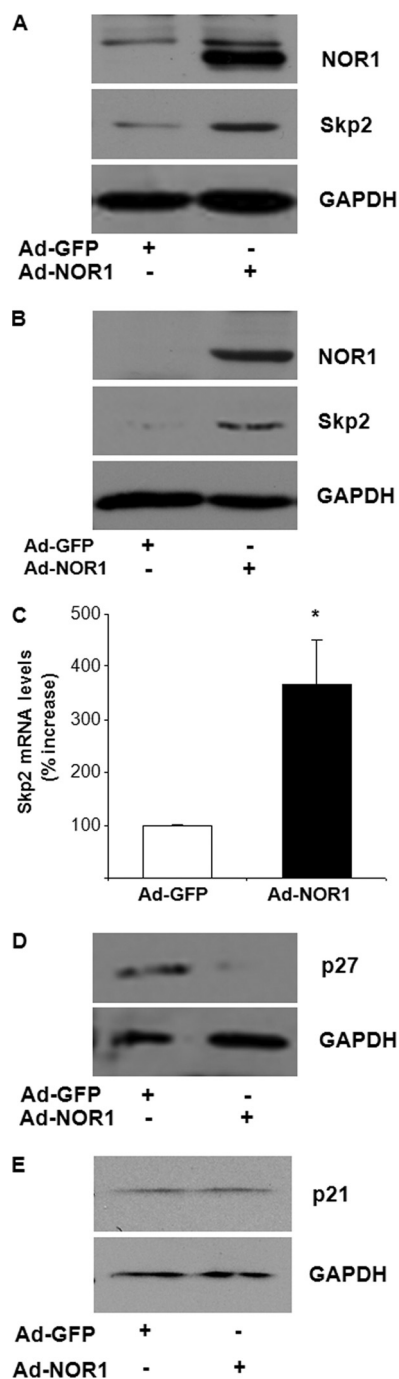 A
NOR1
Skp2
GAPDH
Ad-GFP + -
Ad-NOR1 - +
B
NOR1
Skp2
GAPDH
Ad-GFP + -
Ad-NOR1 - +
C
Skp2 mRNA levels
(% increase)
500
400
300
200
100
*
Ad-GFP Ad-NOR1
D
p27
GAPDH
Ad-GFP + -
Ad-NOR1 - +
E
p21
GAPDH
Ad-GFP + -
Ad-NOR1 - +